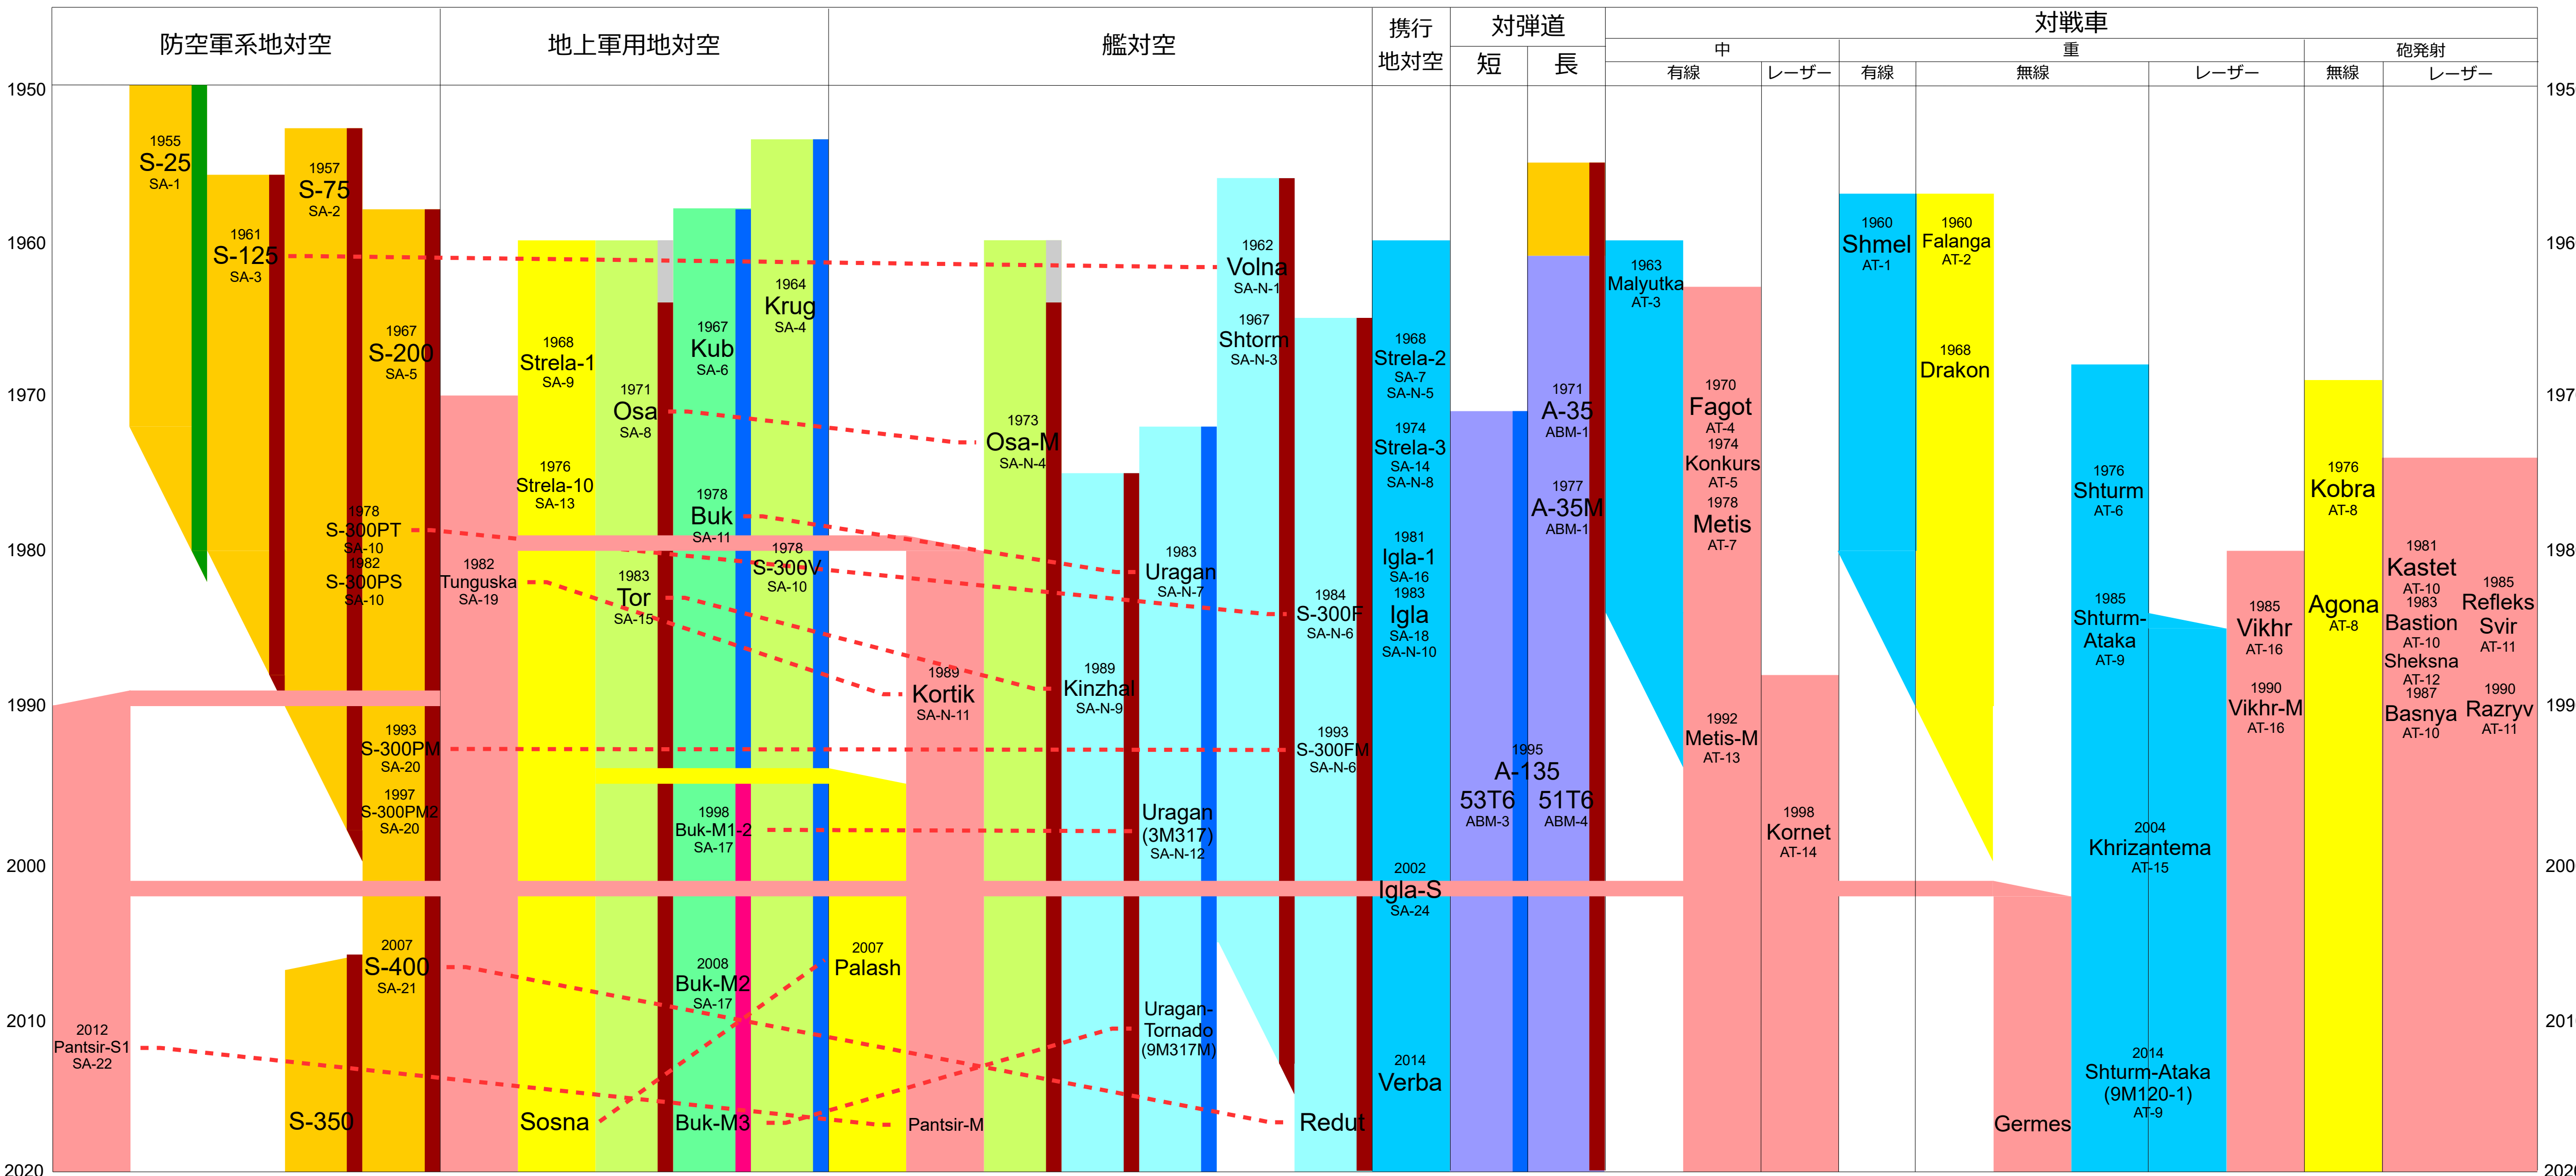 防空軍系地対空
地上軍用地対空
艦対空
携行
地対空
対弾道
短
長
対戦車
中
重
砲発射
有線
レーザー
有線
無線
レーザー
無線
レーザー
1950
1960
1970
1980
1990
2000
2010
2020
1955
S-25
SA-1
1961
S-125
SA-3
1957
S-75
SA-2
1967
S-200
SA-5
1978
S-300PT
SA-10
1982
S-300PS
SA-10
1993
S-300PM
SA-20
1997
S-300PM2
SA-20
2007
S-400
SA-21
2012
Pantsir-S1
SA-22
S-350
1982
Tunguska
SA-19
1968
Strela-1
SA-9
1976
Strela-10
SA-13
Sosna
1971
Osa
SA-8
1983
Tor
SA-15
1967
Kub
SA-6
1978
Buk
SA-11
1998
Buk-M1-2
SA-17
2008
Buk-M2
SA-17
Buk-M3
1964
Krug
SA-4
1978
S-300V
SA-10
2007
Palash
1989
Kortik
SA-N-11
Pantsir-M
1973
Osa-M
SA-N-4
1989
Kinzhal
SA-N-9
1983
Uragan
SA-N-7
Uragan
(3M317)
SA-N-12
Uragan-
Tornado
(9M317M)
1962
Volna
SA-N-1
1967
Shtorm
SA-N-3
1984
S-300F
SA-N-6
1993
S-300FM
SA-N-6
Redut
1968
Strela-2
SA-7
SA-N-5
1974
Strela-3
SA-14
SA-N-8
1981
Igla-1
SA-16
1983
Igla
SA-18
SA-N-10
2002
Igla-S
SA-24
2014
Verba
1971
A-35
ABM-1
1977
A-35M
ABM-1
1995
A-135
53T6
ABM-3
51T6
ABM-4
1963
Malyutka
AT-3
1970
Fagot
AT-4
1974
Konkurs
AT-5
1978
Metis
AT-7
1992
Metis-M
AT-13
1998
Kornet
AT-14
1960
Shmel
AT-1
1960
Falanga
AT-2
1968
Drakon
Germes
1976
Shturm
AT-6
1985
Shturm-
Ataka
AT-9
2004
Khrizantema
AT-15
2014
Shturm-Ataka
(9M120-1)
AT-9
1985
Vikhr
AT-16
1990
Vikhr-M
AT-16
1976
Kobra
AT-8
Agona
AT-8
1981
Kastet
AT-10
1983
Bastion
AT-10
Sheksna
AT-12
1987
Basnya
AT-10
1985
Refleks
Svir
AT-11
1990
Razryv
AT-11
195
196
197
198
199
200
201
202